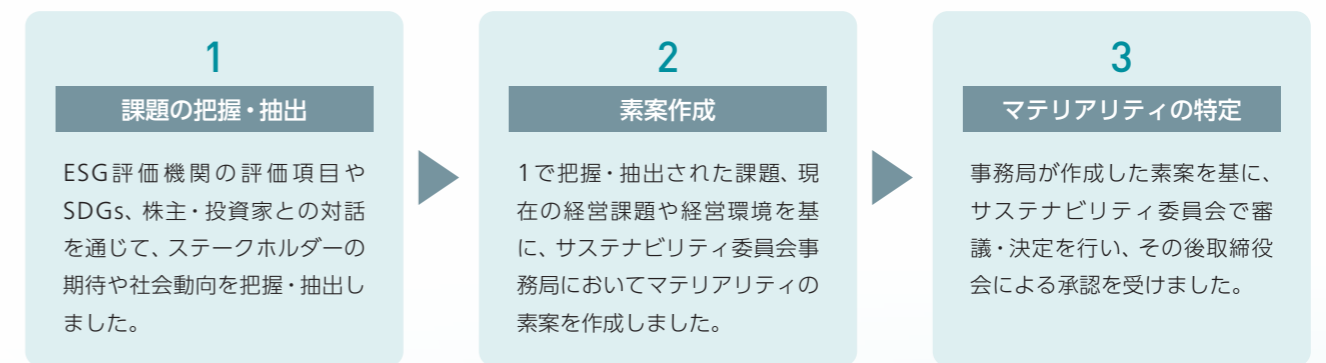 1
課題の把握・抽出
ESG評価機関の評価項目や
SDGs、株主・投資家との対話
を通じて、ステークホルダーの
期待や社会動向を把握・抽出し
ました。
2
素案作成
1で把握・抽出された課題、現
在の経営課題や経営環境を基
に、サステナビリティ委員会事
務局においてマテリアリティの
素案を作成しました。
3
マテリアリティの特定
事務局が作成した素案を基に、
サステナビリティ委員会で審
議・決定を行い、その後取締役
会による承認を受けました。